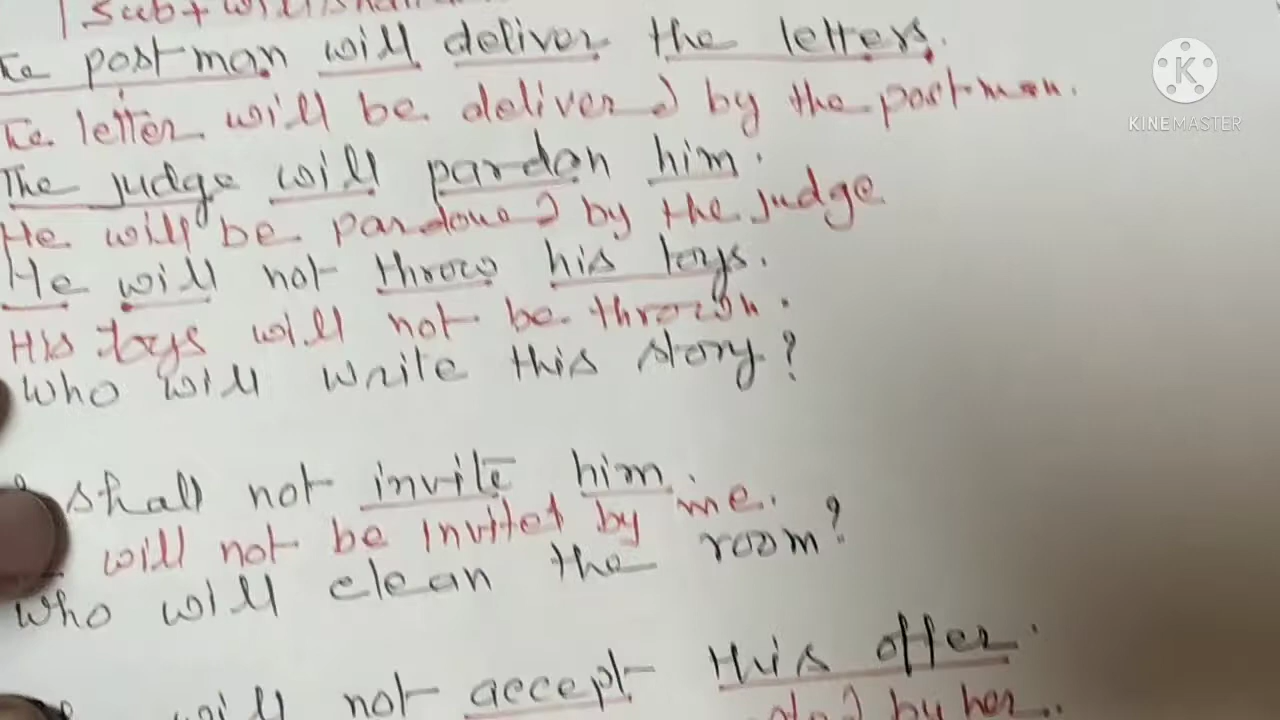 Sub + will/shall
The postman will deliver the letters.
The letter will be delivered by the postman.
The judge will pardon him.
He will be pardoned by the judge
He will not throw his toys.
His toys will not be thrown.
Who will write this story?
shall not invite him.
will not be invited by me.
Who will clean the room?
will not accept this offer.
by her.
K
KINEMASTER